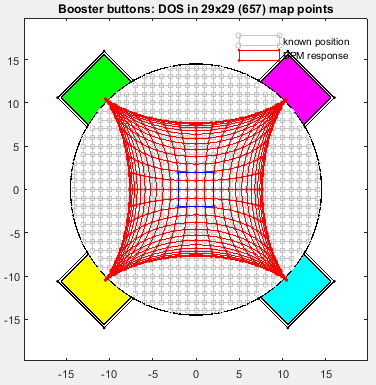 Booster buttons: DOS in 29x29 (657) map points
known position
BPM response
15
10
5
0
-5
-10
-15
-15 -10 -5 0 5 10 15